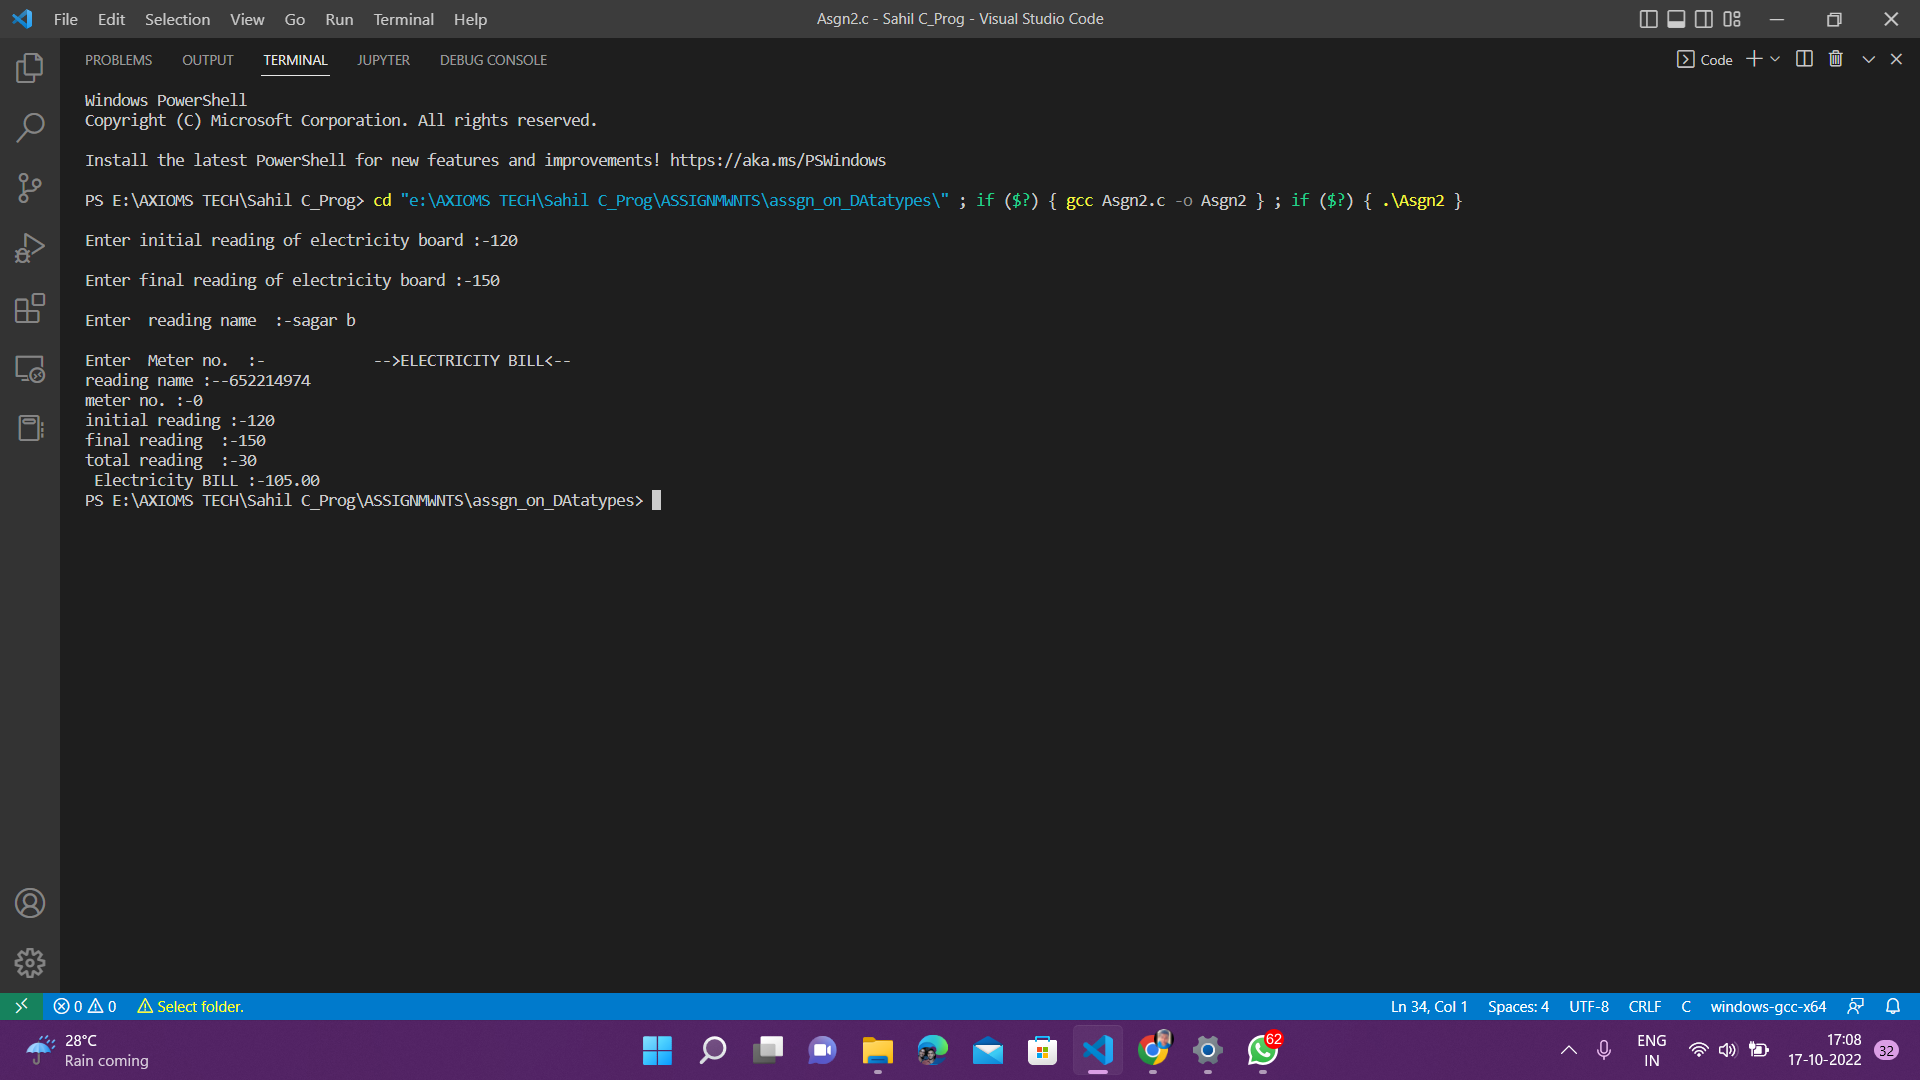 File Edit Selection View Go Run Terminal Help
Asgn2.c - Sahil C_Prog - Visual Studio Code
PROBLEMS OUTPUT TERMINAL JUPYTER DEBUG CONSOLE
Code
Windows PowerShell
Copyright (C) Microsoft Corporation. All rights reserved.
Install the latest PowerShell for new features and improvements! https://aka.ms/PSWindows
PS E:\AXIOMS TECH\Sahil C_Prog> cd "e:\AXIOMS TECH\Sahil C_Prog\ASSIGNMWNTS\assgn_on_DAtatypes\" ; if ($?) { gcc Asgn2.c -o Asgn2 } ; if ($?) { .\Asgn2 }
Enter initial reading of electricity board :-120
Enter final reading of electricity board :-150
Enter  reading name  :-sagar b
Enter  Meter no.  :-            -->ELECTRICITY BILL<--
reading name :--652214974
meter no. :-0
initial reading :-120
final reading  :-150
total reading  :-30
 Electricity BILL :-105.00
PS E:\AXIOMS TECH\Sahil C_Prog\ASSIGNMWNTS\assgn_on_DAtatypes>
0 0 Select folder.
Ln 34, Col 1 Spaces: 4 UTF-8 CRLF C windows-gcc-x64
28°C
Rain coming
62
ENG
IN
17:08
17-10-2022
32